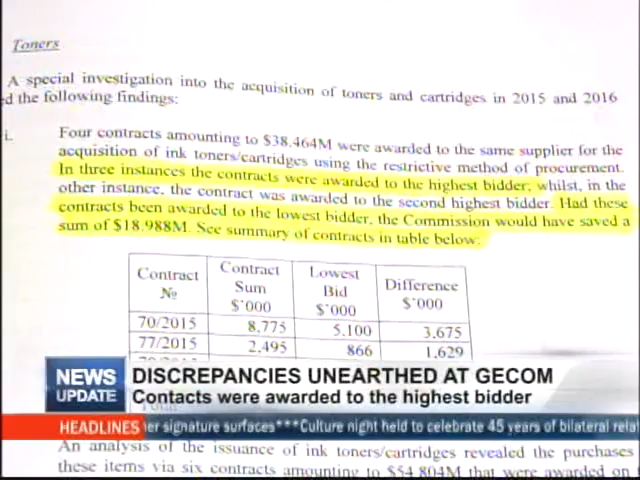 Toners
A special investigation into the acquisition of toners and cartridges in 2015 and 2016
ed the following findings:
i. Four contracts amounting to $38.464M were awarded to the same supplier for the
acquisition of ink toners/cartridges using the restrictive method of procurement.
In three instances the contracts were awarded to the highest bidder, whilst, in the
other instance, the contract was awarded to the second highest bidder. Had these
contracts been awarded to the lowest bidder, the Commission would have saved a
sum of $18.988M. See summary of contracts in table below:
Contract № Contract Sum $'000 Lowest Bid $'000 Difference $'000
70/2015 8,775 5.100 3,675
77/2015 2,495 866 1,629
NEWS UPDATE
DISCREPANCIES UNEARTHED AT GECOM
Contacts were awarded to the highest bidder
HEADLINES er signature surfaces***Culture night held to celebrate 45 years of bilateral rela
An analysis of the issuance of ink toners/cartridges revealed the purchases
these items via six contracts amounting to $54.804M that were awarded on